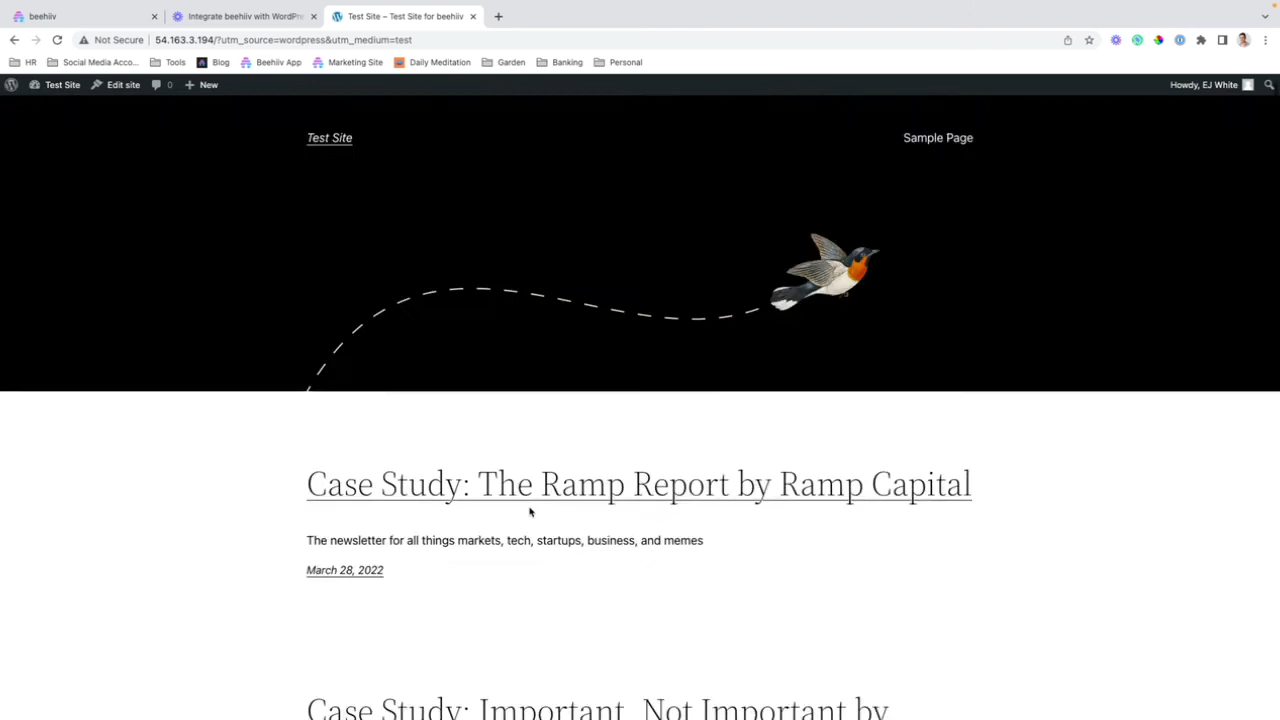 beehiiv
Integrate beehiiv with WordPre
Test Site – Test Site for beehiiv
Not Secure
54.163.3.194/?utm_source=wordpress&utm_medium=test
HR
Social Media Acco...
Tools
Blog
Beehiiv App
Marketing Site
Daily Meditation
Garden
Banking
Personal
Test Site
Edit site
0
New
Howdy, EJ White
Test Site
Sample Page
Case Study: The Ramp Report by Ramp Capital
The newsletter for all things markets, tech, startups, business, and memes
March 28, 2022
Case Study: Important, Not Important by